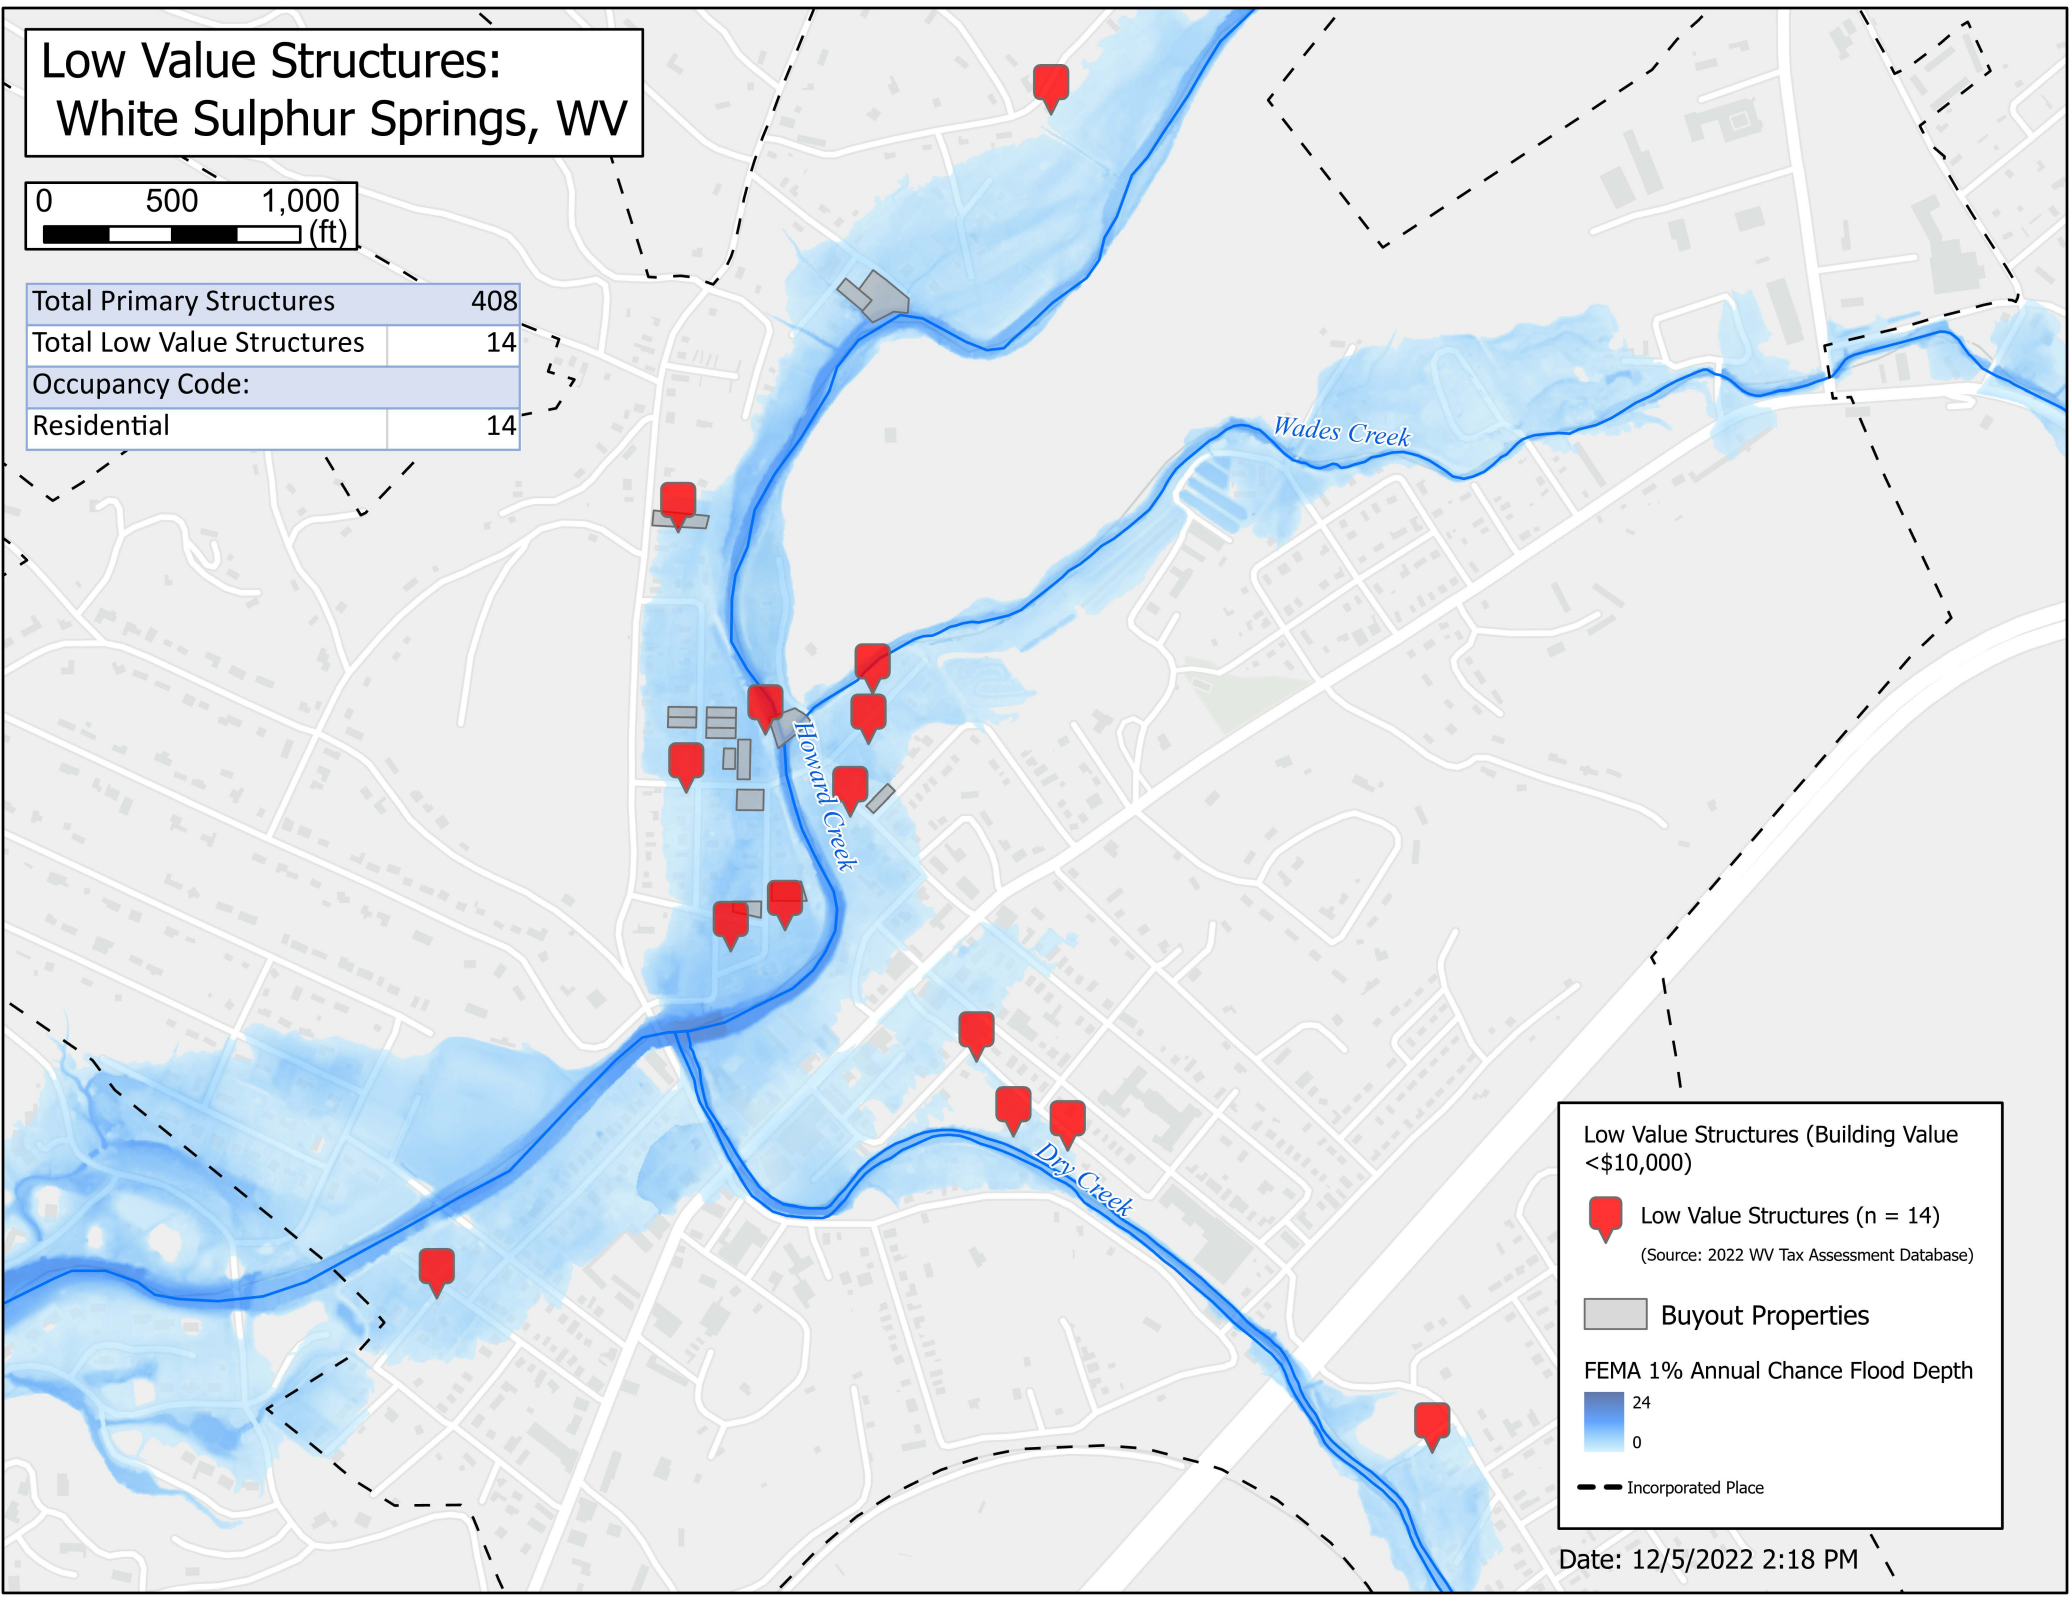 Low Value Structures:
White Sulphur Springs, WV
0 500 1,000
(ft)
Total Primary Structures 408
Total Low Value Structures 14
Occupancy Code:
Residential 14
Wades Creek
Howard Creek
Dry Creek
Low Value Structures (Building Value
<$10,000)
Low Value Structures (n = 14)
(Source: 2022 WV Tax Assessment Database)
Buyout Properties
FEMA 1% Annual Chance Flood Depth
24
0
Incorporated Place
Date: 12/5/2022 2:18 PM